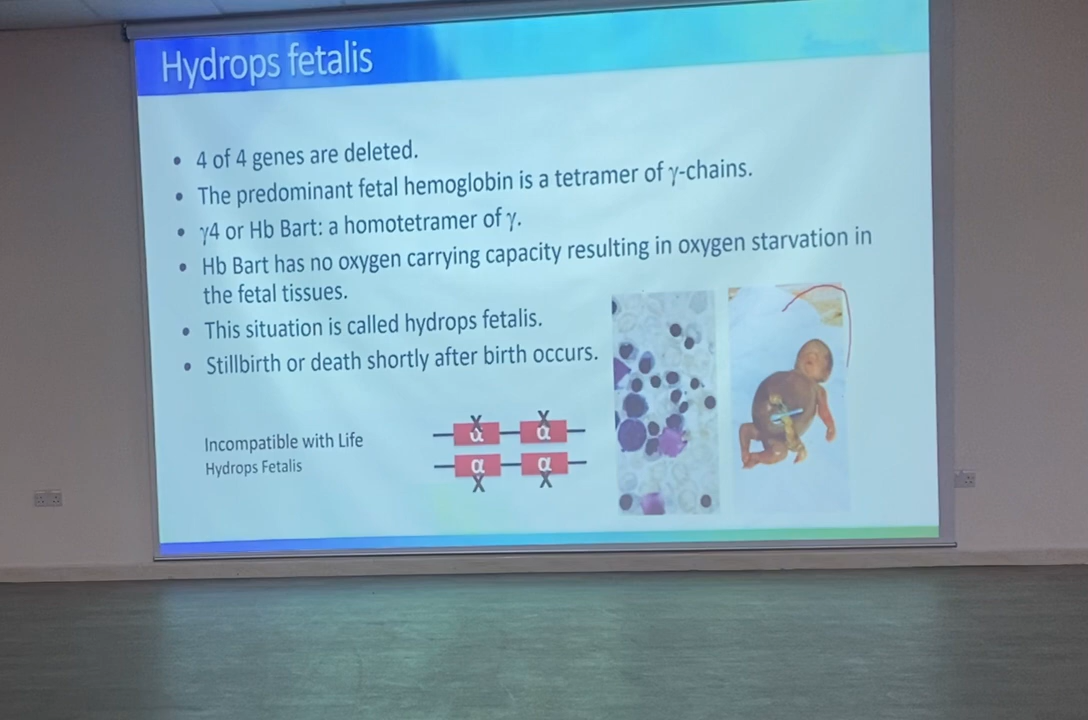 Hydrops fetalis
• 4 of 4 genes are deleted.
• The predominant fetal hemoglobin is a tetramer of γ-chains.
• γ4 or Hb Bart: a homotetramer of γ.
• Hb Bart has no oxygen carrying capacity resulting in oxygen starvation in
the fetal tissues.
• This situation is called hydrops fetalis.
• Stillbirth or death shortly after birth occurs.
Incompatible with Life
Hydrops Fetalis
X X
α α
α α
X X